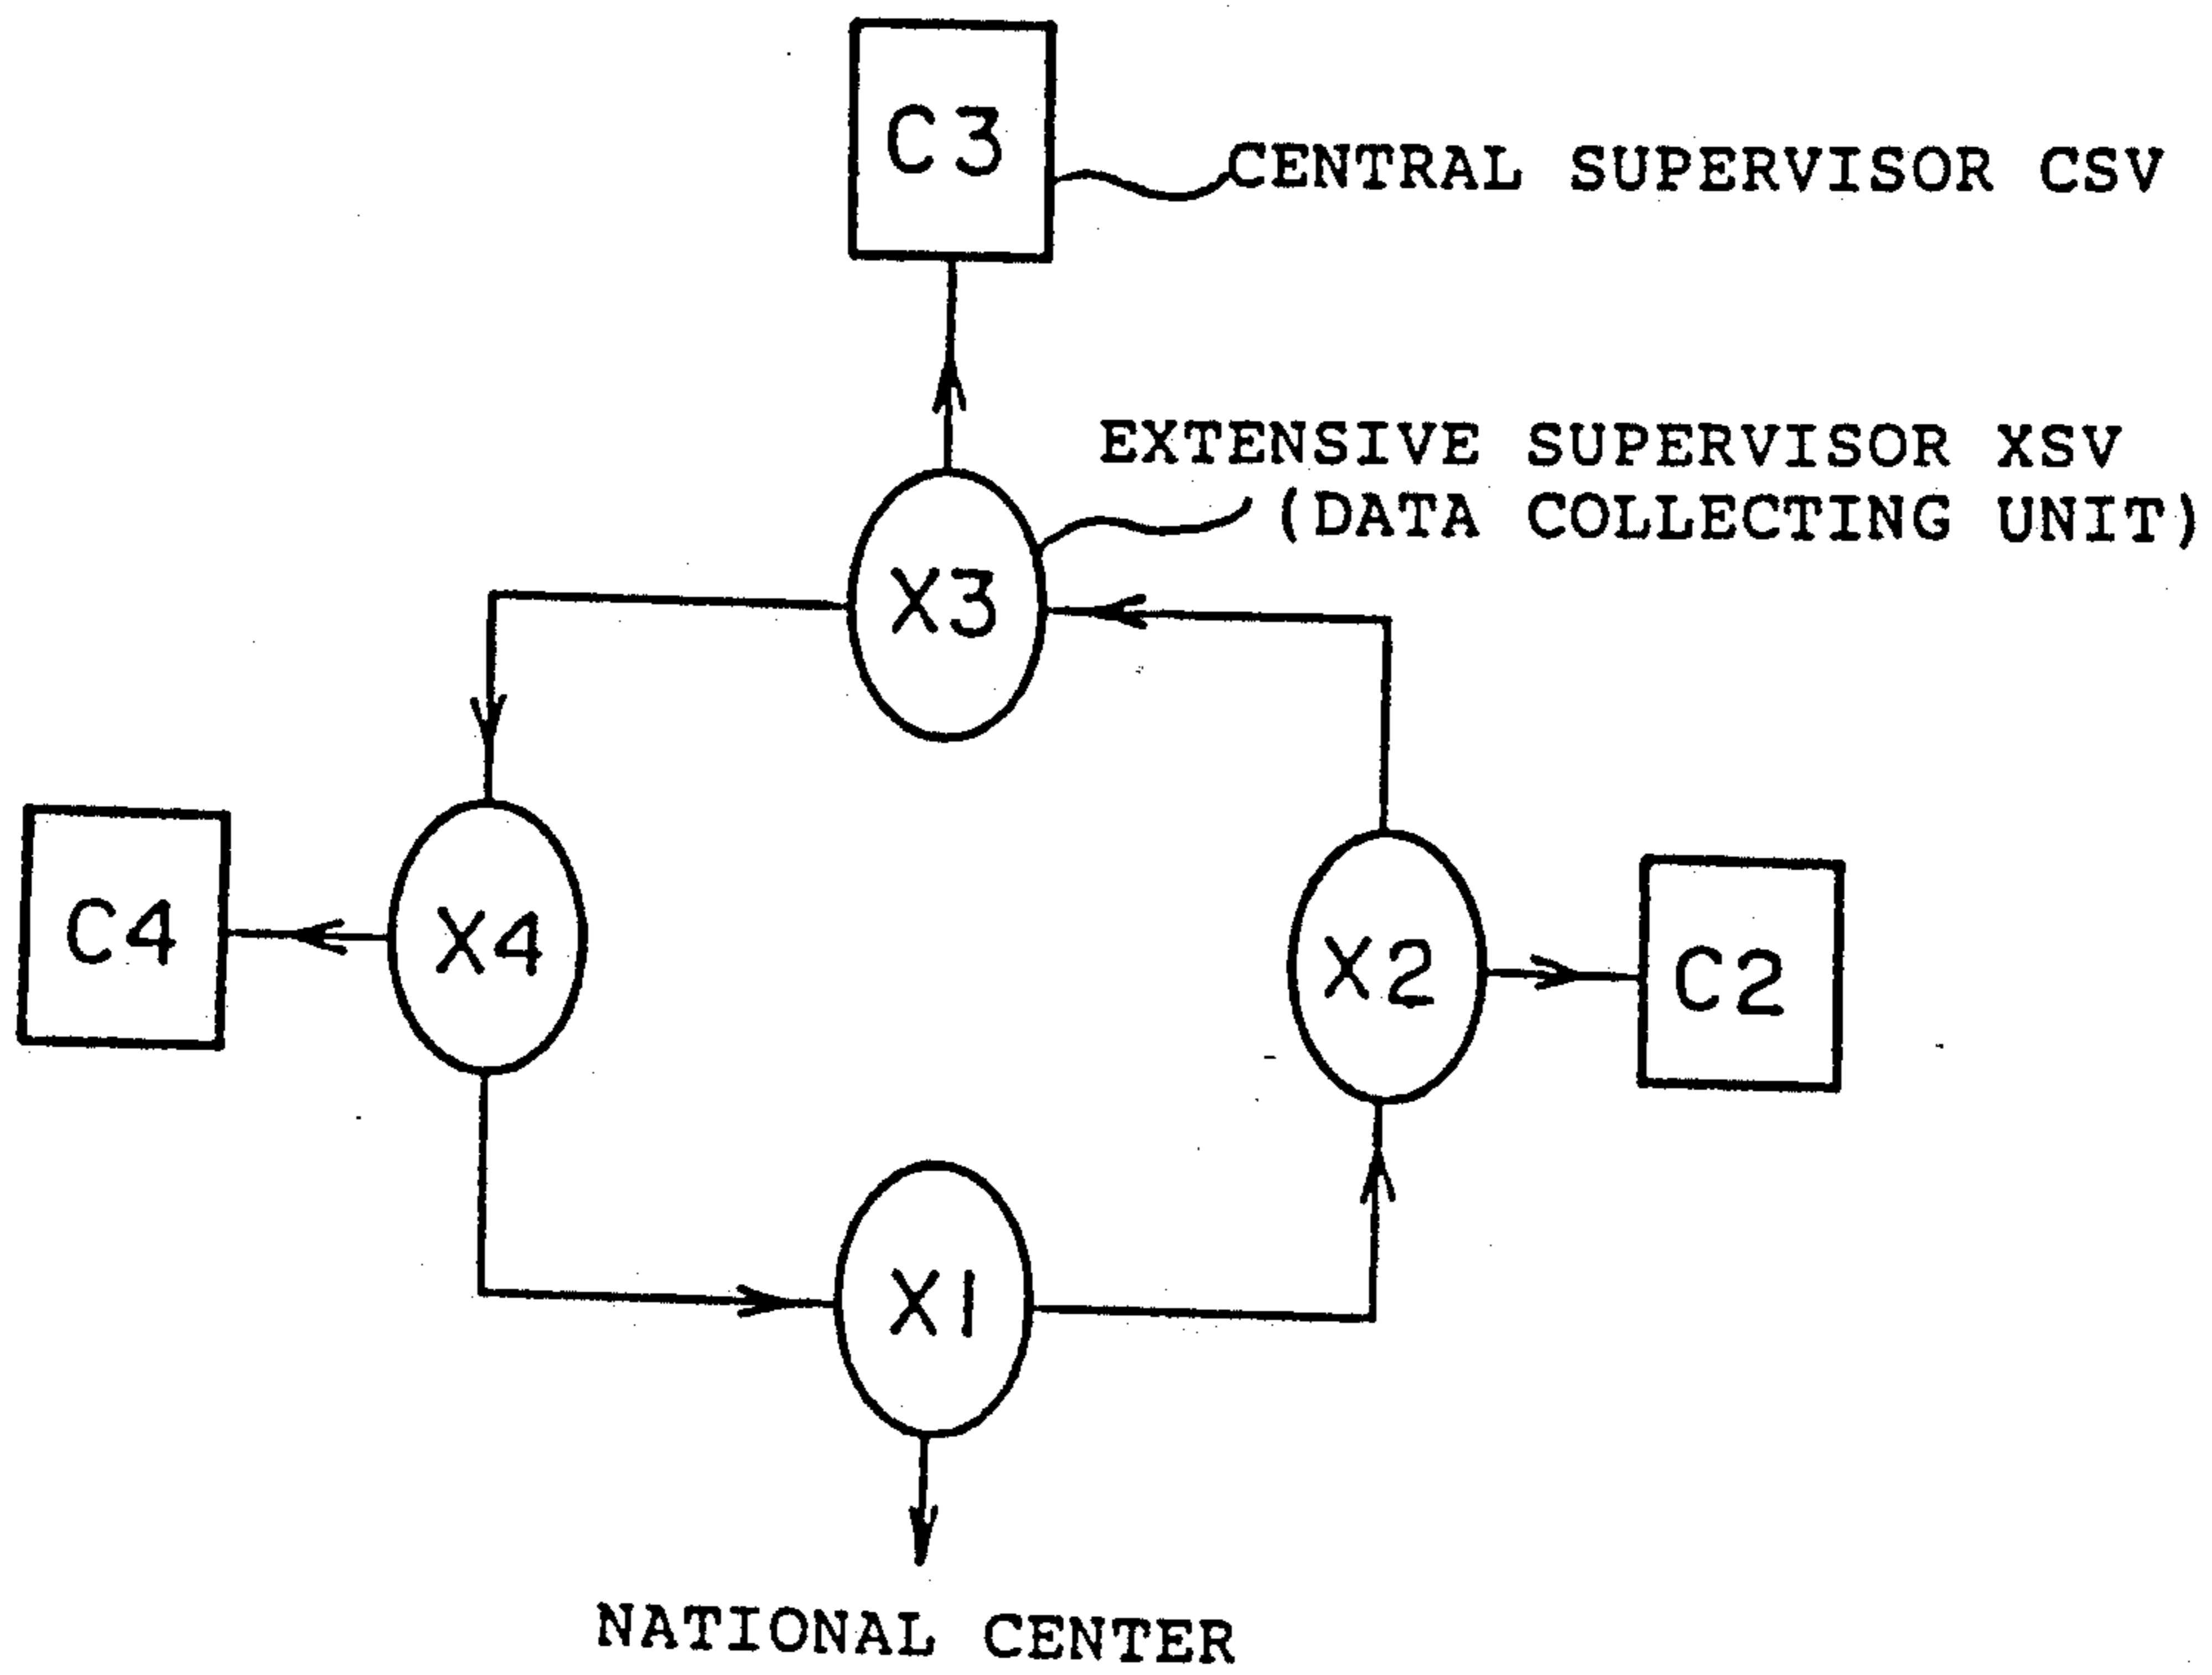 C3
CENTRAL SUPERVISOR CSV
EXTENSIVE SUPERVISOR XSV
(DATA COLLECTING UNIT)
X3
C4
X4
X2
C2
X1
NATIONAL CENTER